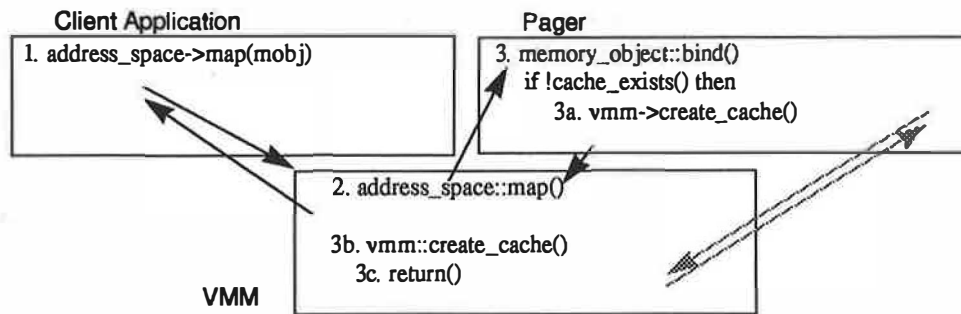 Client Application
1. address_space->map(mobj)
Pager
3. memory_object::bind()
if !cache_exists() then
3a. vmm->create_cache()
2. address_space::map()
3b. vmm::create_cache()
3c. return()
VMM